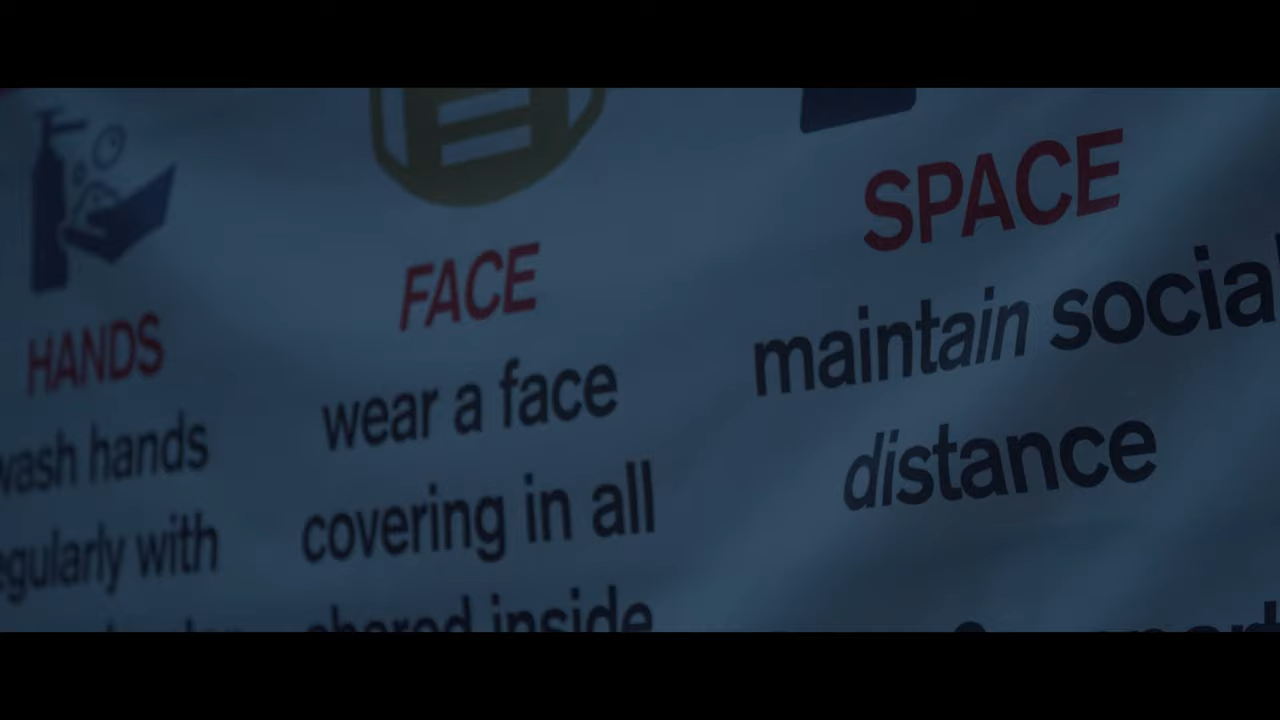 HANDS
wash hands
regularly with
FACE
wear a face
covering in all
shared inside
SPACE
maintain social
distance